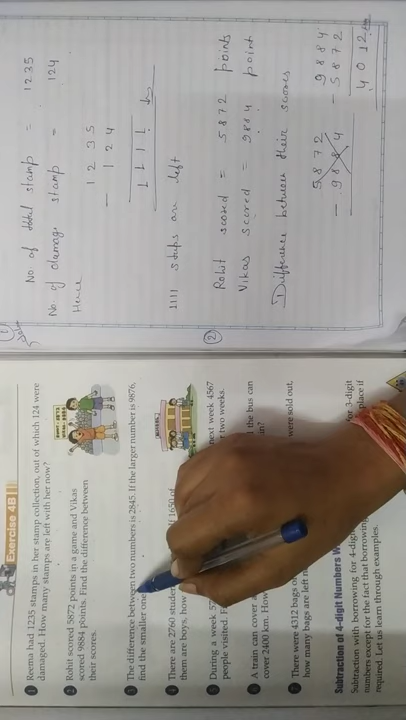 Exercise 4B
1 Reema had 1235 stamps in her stamp collection, out of which 124 were
damaged. How many stamps are left with her now?
2 Rohit scored 5872 points in a game and Vikas
scored 9884 points. Find the difference between
their scores.
3 The difference between two numbers is 2845. If the larger number is 9876,
find the smaller one
4 There are 2760 student 1650 of
them are boys, how
5 During a week 57 next week 4567
people visited. F two weeks.
6 A train can cover a the bus can
cover 2400 km. How in?
7 There were 4312 bags o were sold out,
how many bags are left
Subtraction of 4-digit Numbers W
Subtraction with borrowing for 4-digit for 3-digit
numbers except for the fact that borrowing place if
required. Let us learn through examples.
1
No. of total stamp = 1235
No. of damage stamp = 124
Hence
1235
- 124
1111
1111 stops are left
2
Rohit scored = 5872 points
Vikas scored = 9884 point
Difference between their scores
5872
- 9884
9884
- 5872
4012